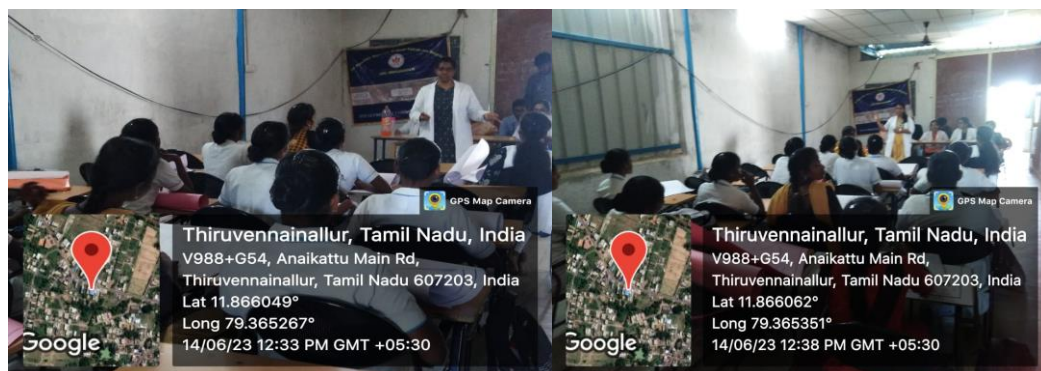 GPS Map Camera
Thiruvennainallur, Tamil Nadu, India
V988+G54, Anaikattu Main Rd,
Thiruvennainallur, Tamil Nadu 607203, India
Lat 11.866049°
Long 79.365267°
14/06/23 12:33 PM GMT +05:30
Google
GPS Map Camera
Thiruvennainallur, Tamil Nadu, India
V988+G54, Anaikattu Main Rd,
Thiruvennainallur, Tamil Nadu 607203, India
Lat 11.866062°
Long 79.365351°
14/06/23 12:38 PM GMT +05:30
Google